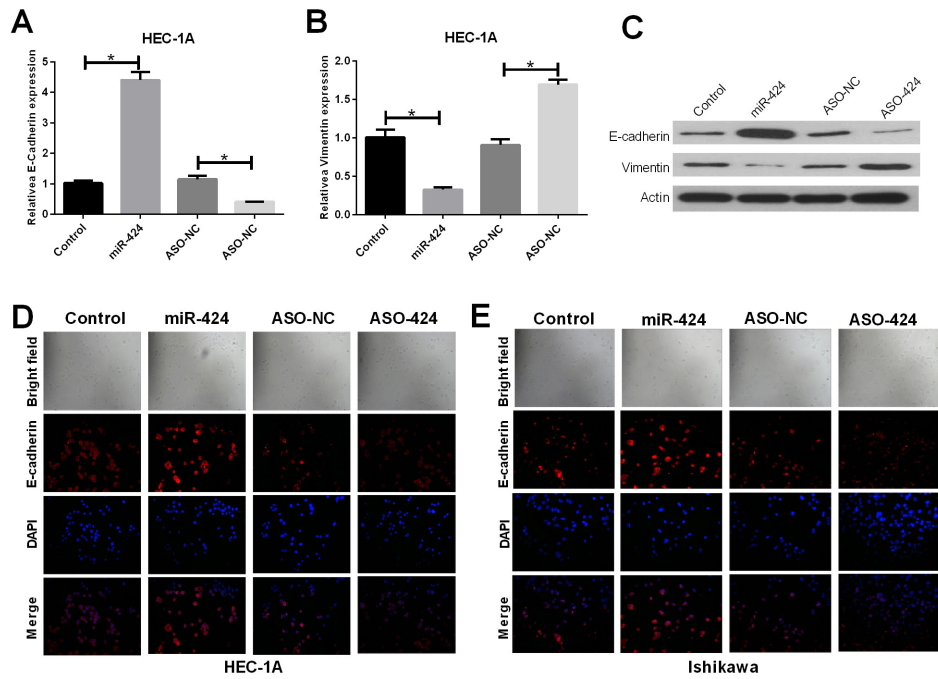 A
HEC-1A
Relativea E-Cadherin expression
5
4
3
2
1
0
*
*
Control
miR-424
ASO-NC
ASO-NC
B
HEC-1A
Relativea Vimentin expression
2.0
1.5
1.0
0.5
0.0
*
*
Control
miR-424
ASO-NC
ASO-NC
C
Control
miR-424
ASO-NC
ASO-424
E-cadherin
Vimentin
Actin
D
Control
miR-424
ASO-NC
ASO-424
Bright field
E-cadherin
DAPI
Merge
HEC-1A
E
Control
miR-424
ASO-NC
ASO-424
Bright field
E-cadherin
DAPI
Merge
Ishikawa